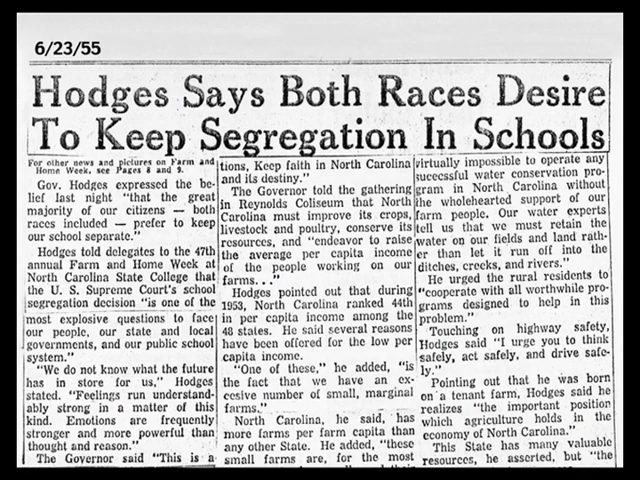 6/23/55
Hodges Says Both Races Desire
To Keep Segregation In Schools
For other news and pictures on Farm and
Home Week, see Pages 8 and 9.
Gov. Hodges expressed the be-
lief last night "that the great
majority of our citizens — both
races included — prefer to keep
our school separate."
Hodges told delegates to the 47th
annual Farm and Home Week at
North Carolina State College that
the U. S. Supreme Court's school
segregation decision "is one of the
most explosive questions to face
our people, our state and local
governments, and our public school
system."
"We do not know what the future
has in store for us," Hodges
stated. "Feelings run understand-
ably strong in a matter of this
kind. Emotions are frequently
stronger and more powerful than
thought and reason."
The Governor said "This is a
tions, Keep faith in North Carolina
and its destiny."
The Governor told the gathering
in Reynolds Coliseum that North
Carolina must improve its crops,
livestock and poultry, conserve its
resources, and "endeavor to raise
the average per capita income
of the people working on our
farms. . ."
Hodges pointed out that during
1953, North Carolina ranked 44th
in per capita income among the
48 states. He said several reasons
have been offered for the low per
capita income.
"One of these," he added, "is
the fact that we have an ex-
cesive number of small, marginal
farms."
North Carolina, he said, has
more farms per farm capita than
any other State. He added, "these
small farms are, for the most
virtually impossible to operate any
successful water conservation pro-
gram in North Carolina without
the wholehearted support of our
farm people. Our water experts
tell us that we must retain the
water on our fields and land rath-
er than let it run off into the
ditches, creeks, and rivers."
He urged the rural residents to
"cooperate with all worthwhile pro-
grams designed to help in this
problem."
Touching on highway safety,
Hodges said "I urge you to think
safely, act safely, and drive safe-
ly."
Pointing out that he was born
on a tenant farm, Hodges said he
realizes "the important position
which agriculture holds in the
economy of North Carolina."
This State has many valuable
resources, he asserted, but "the